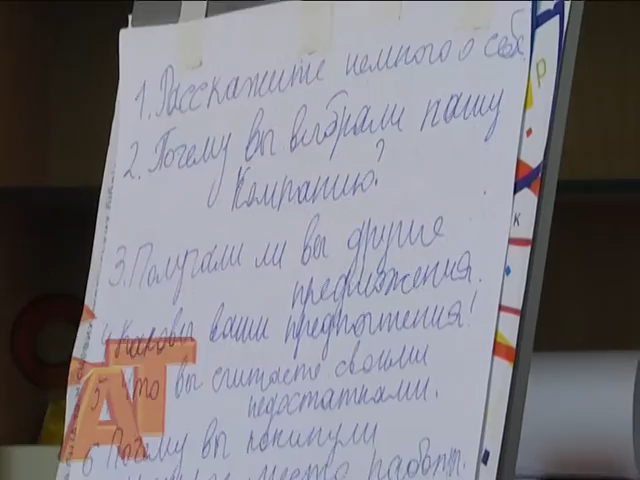 1. Расскажите немного о себе.
2. Почему вы выбрали нашу
Компанию?
3. Получали ли вы другие
предложения.
4 Каковы ваши предпочтения!
5 Что вы считаете своими
недостатками.
6 Почему вы покинули
место работы.
Р
К
АТ